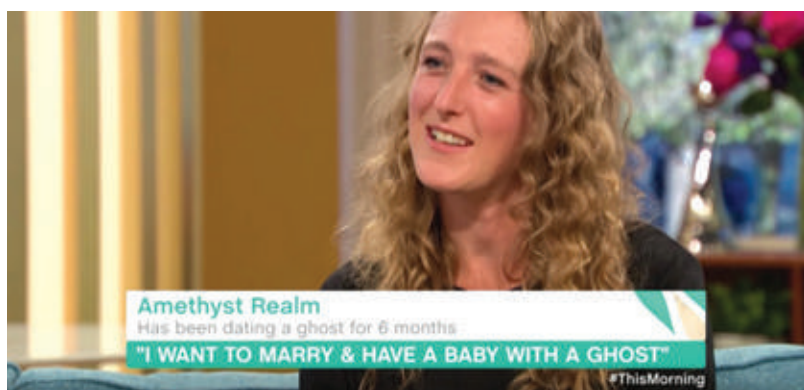 Amethyst Realm
Has been dating a ghost for 6 months
"I WANT TO MARRY & HAVE A BABY WITH A GHOST"
#ThisMorning